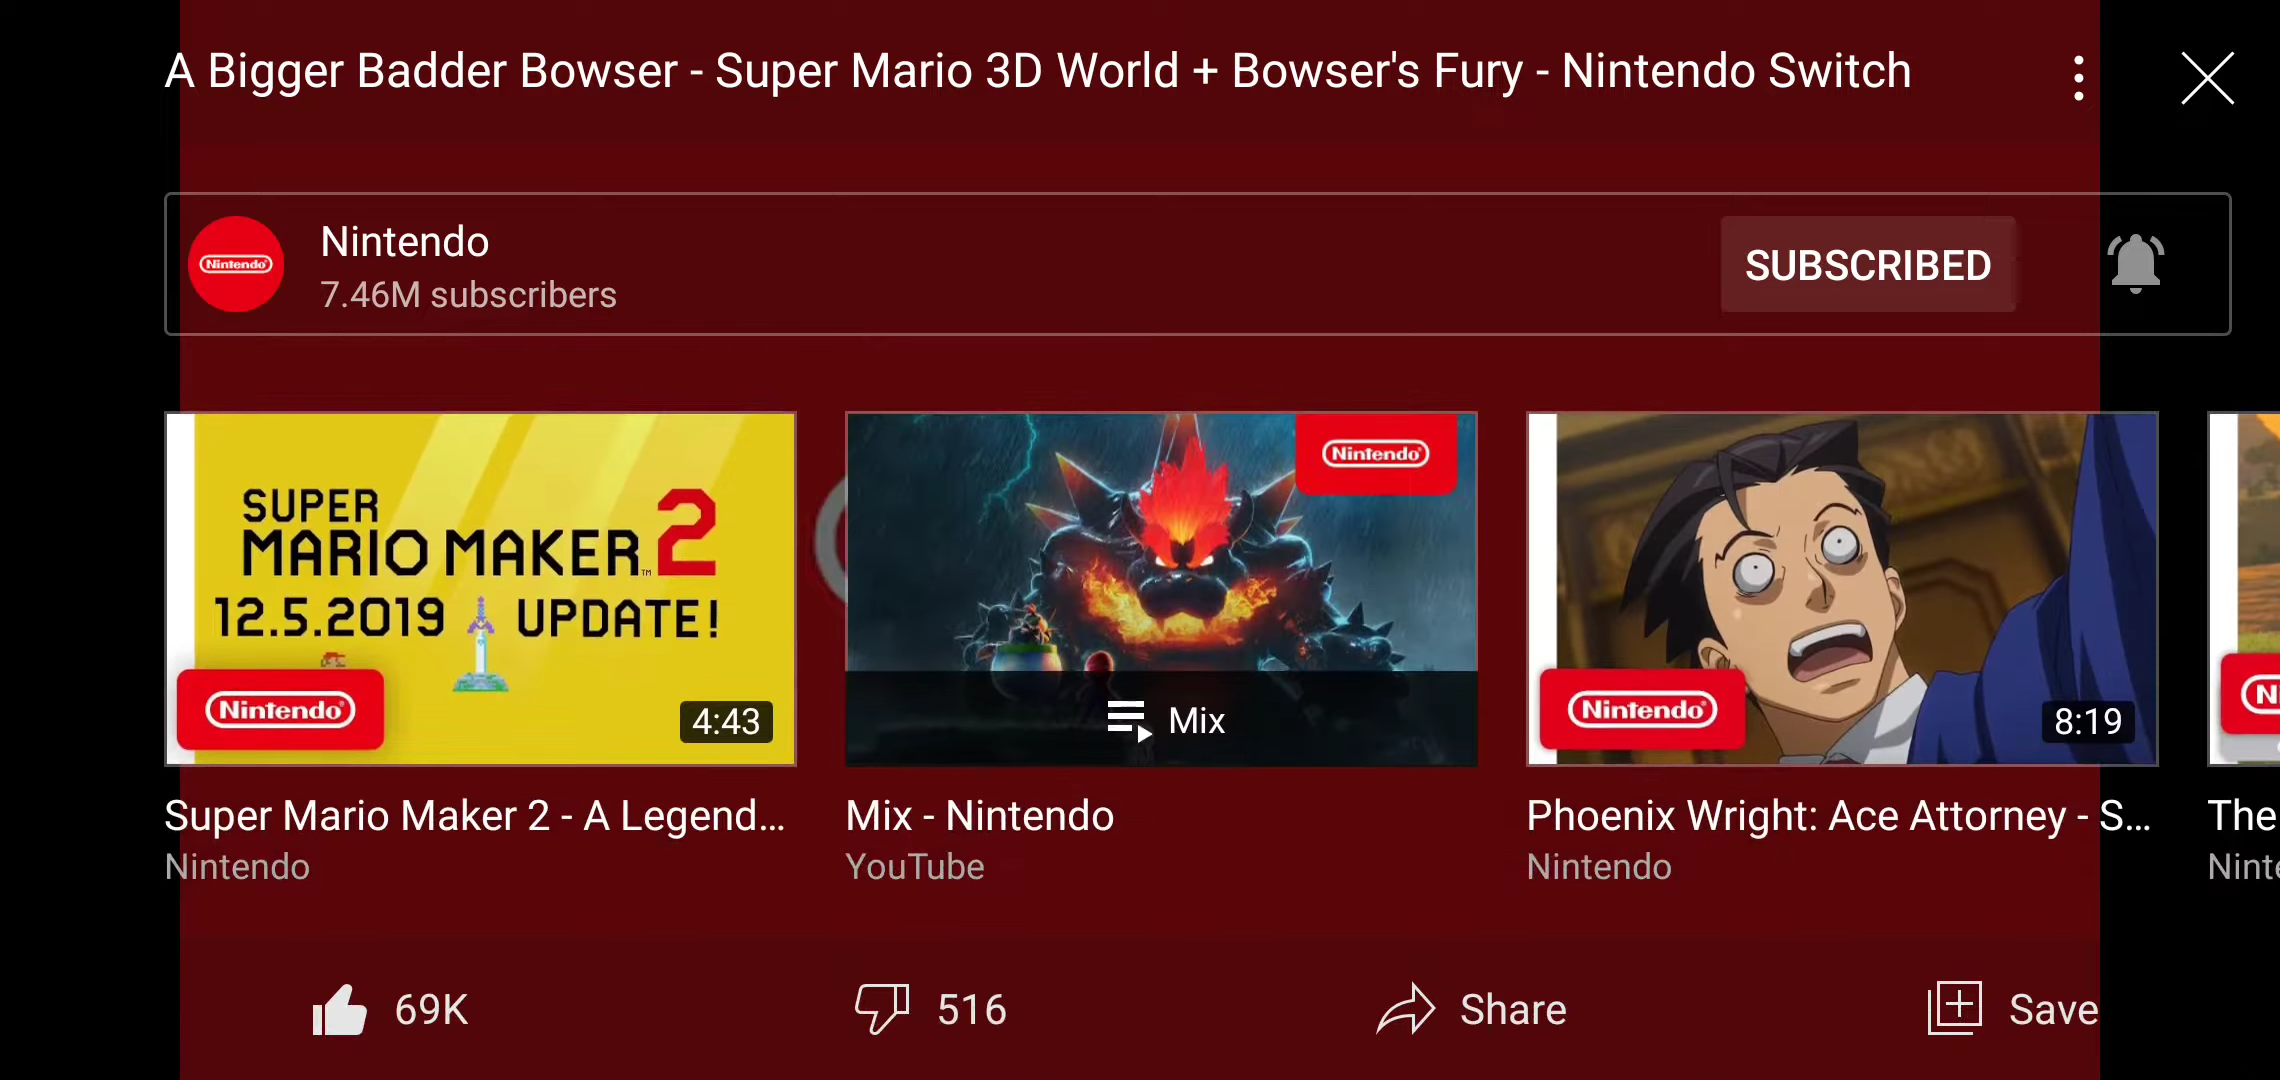 A Bigger Badder Bowser - Super Mario 3D World + Bowser's Fury - Nintendo Switch
Nintendo
Nintendo
7.46M subscribers
SUBSCRIBED
SUPER
MARIO MAKER 2
TM
12.5.2019 UPDATE!
Nintendo
4:43
Nintendo
Mix
Nintendo
8:19
Super Mario Maker 2 - A Legend...
Nintendo
Mix - Nintendo
YouTube
Phoenix Wright: Ace Attorney - S...
Nintendo
The
69K
516
Share
Save